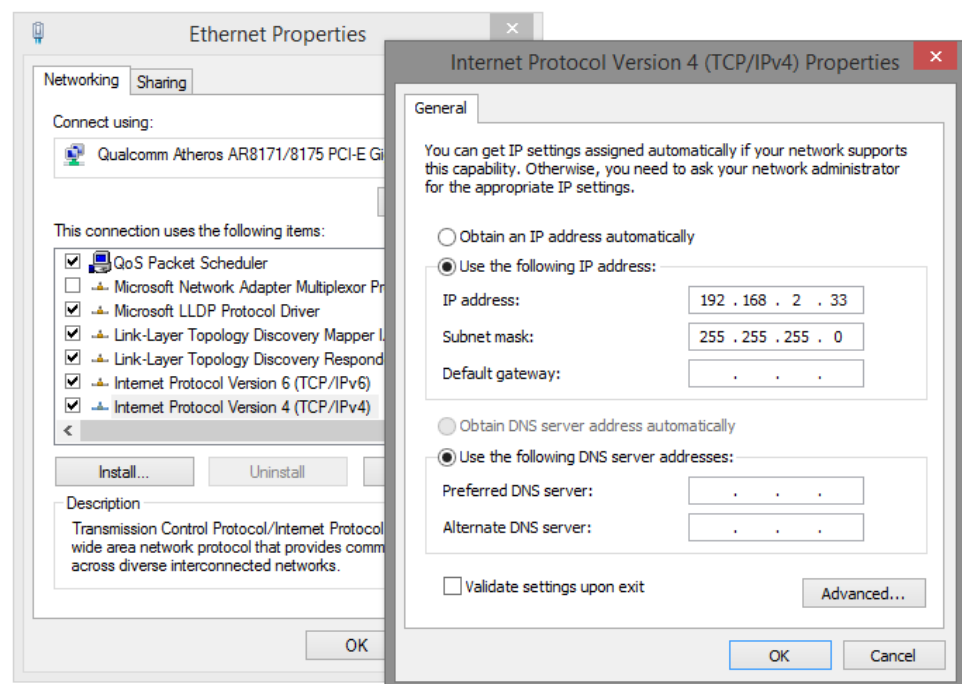 Ethernet Properties
Networking
Sharing
Connect using:
Qualcomm Atheros AR8171/8175 PCI-E Gi
This connection uses the following items:
QoS Packet Scheduler
Microsoft Network Adapter Multiplexor Pr
Microsoft LLDP Protocol Driver
Link-Layer Topology Discovery Mapper I.
Link-Layer Topology Discovery Respond
Internet Protocol Version 6 (TCP/IPv6)
Internet Protocol Version 4 (TCP/IPv4)
Install...
Uninstall
Description
Transmission Control Protocol/Internet Protocol
wide area network protocol that provides comm
across diverse interconnected networks.
OK
Internet Protocol Version 4 (TCP/IPv4) Properties
General
You can get IP settings assigned automatically if your network supports
this capability. Otherwise, you need to ask your network administrator
for the appropriate IP settings.
Obtain an IP address automatically
Use the following IP address:
IP address: 192 . 168 . 2 . 33
Subnet mask: 255 . 255 . 255 . 0
Default gateway: . . .
Obtain DNS server address automatically
Use the following DNS server addresses:
Preferred DNS server: . . .
Alternate DNS server: . . .
Validate settings upon exit
Advanced...
OK
Cancel